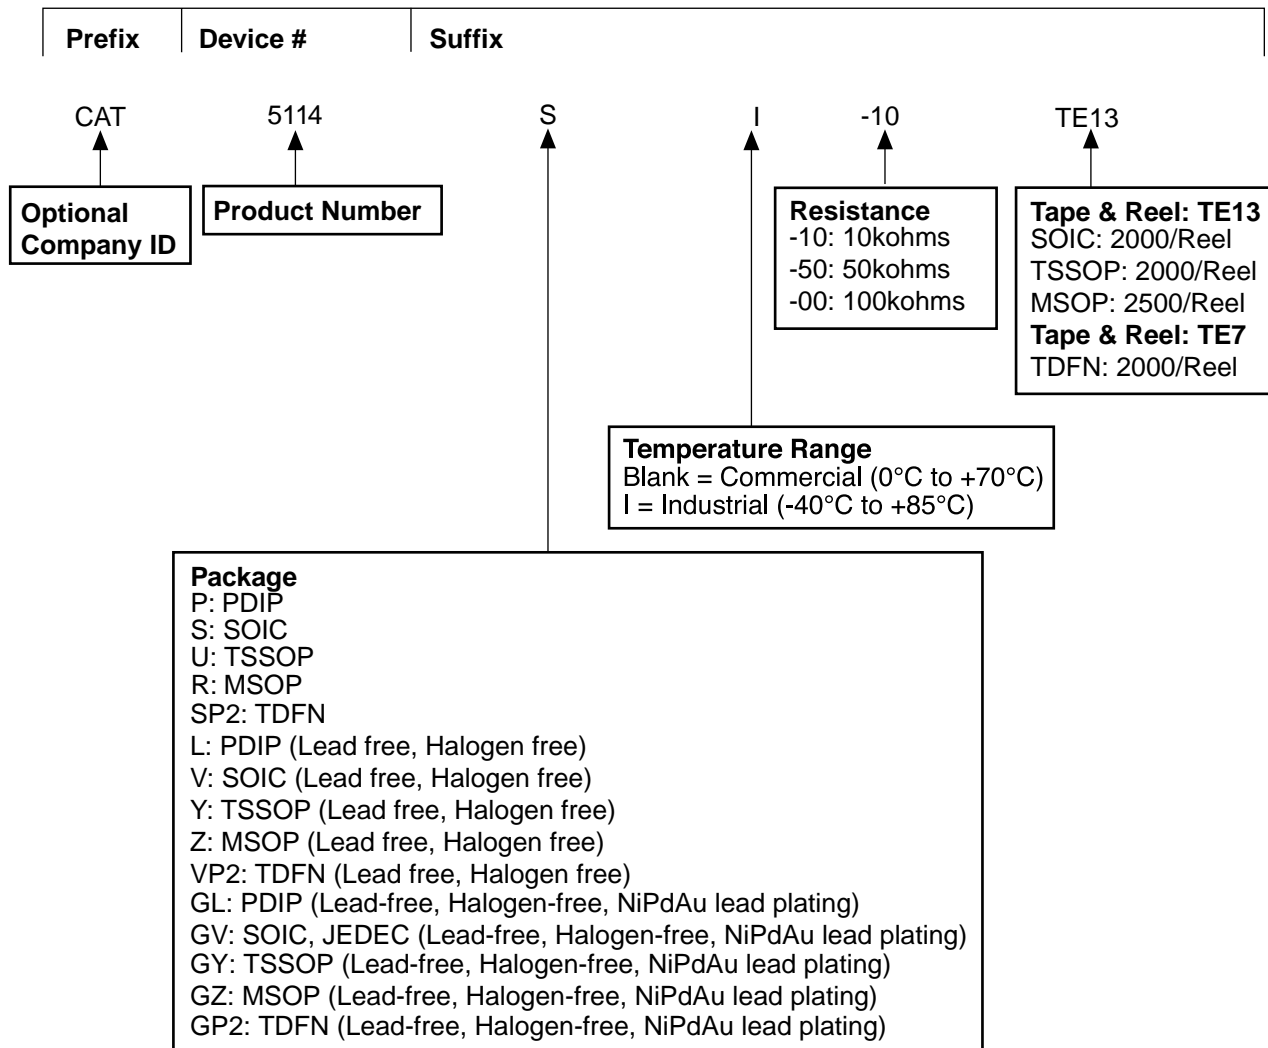 Prefix Device # Suffix
CAT 5114 S I -10 TE13
Optional
Company ID
Product Number
Resistance
-10: 10kohms
-50: 50kohms
-00: 100kohms
Tape & Reel: TE13
SOIC: 2000/Reel
TSSOP: 2000/Reel
MSOP: 2500/Reel
Tape & Reel: TE7
TDFN: 2000/Reel
Temperature Range
Blank = Commercial (0°C to +70°C)
I = Industrial (-40°C to +85°C)
Package
P: PDIP
S: SOIC
U: TSSOP
R: MSOP
SP2: TDFN
L: PDIP (Lead free, Halogen free)
V: SOIC (Lead free, Halogen free)
Y: TSSOP (Lead free, Halogen free)
Z: MSOP (Lead free, Halogen free)
VP2: TDFN (Lead free, Halogen free)
GL: PDIP (Lead-free, Halogen-free, NiPdAu lead plating)
GV: SOIC, JEDEC (Lead-free, Halogen-free, NiPdAu lead plating)
GY: TSSOP (Lead-free, Halogen-free, NiPdAu lead plating)
GZ: MSOP (Lead-free, Halogen-free, NiPdAu lead plating)
GP2: TDFN (Lead-free, Halogen-free, NiPdAu lead plating)